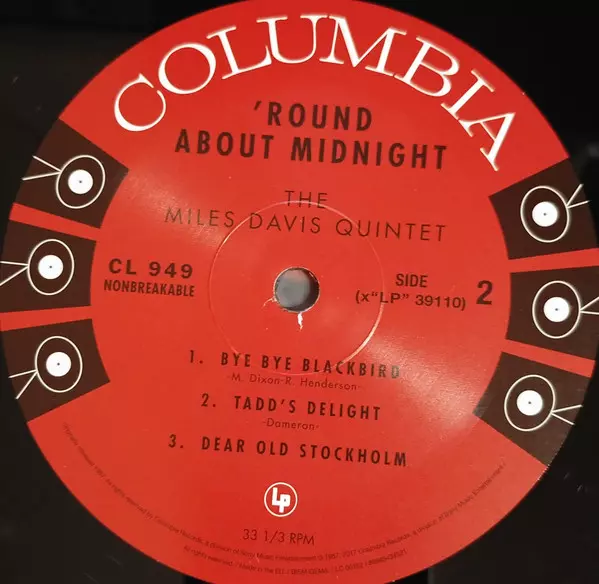 COLUMBIA
'ROUND
ABOUT MIDNIGHT
THE
MILES DAVIS QUINTET
CL 949
NONBREAKABLE
SIDE
(x"LP" 39110) 2
1. BYE BYE BLACKBIRD
-M. Dixon-R. Henderson-
2. TADD'S DELIGHT
-Dameron-
3. DEAR OLD STOCKHOLM
LP
33 1/3 RPM